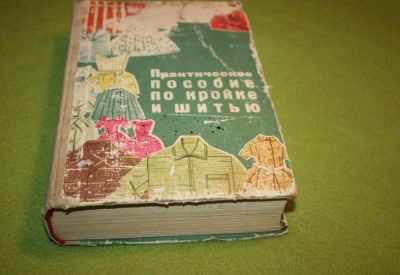 Практическое
пособие
по кройке
и шитью